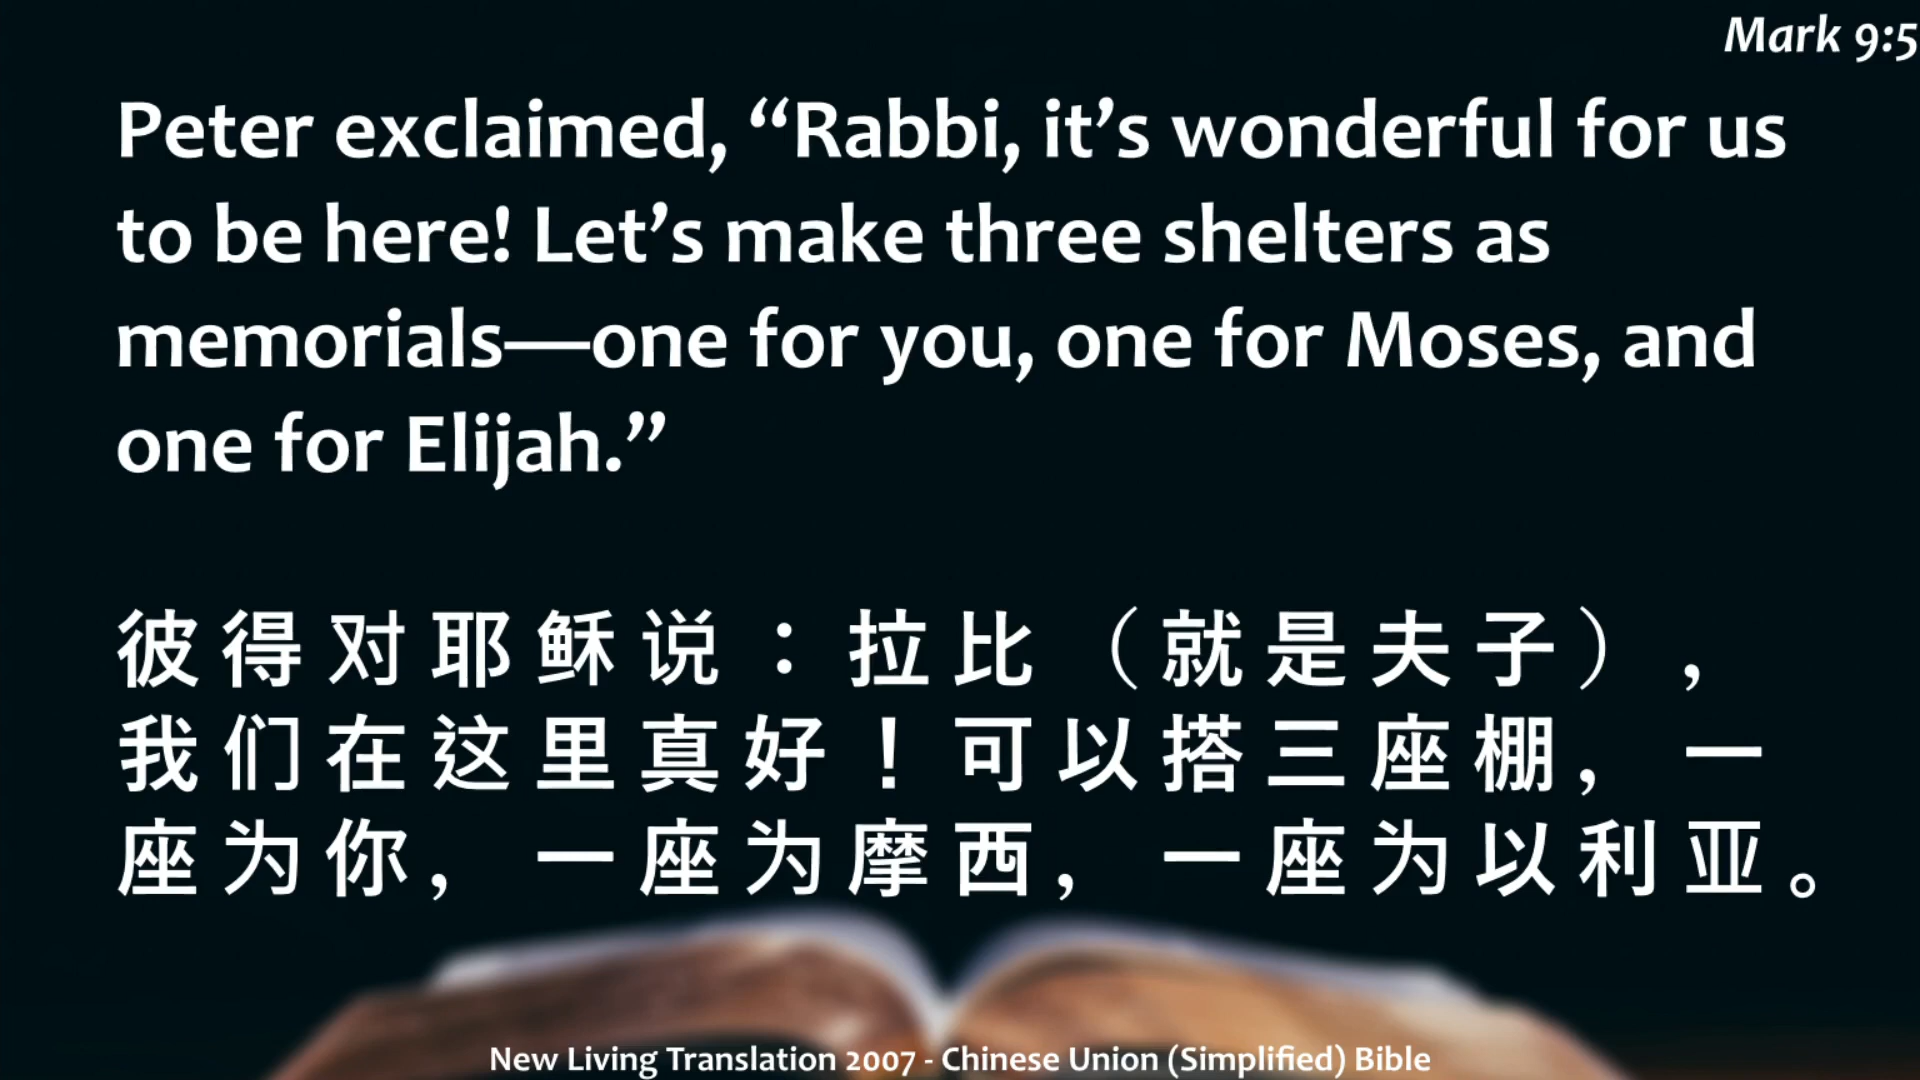 Mark 9:5
Peter exclaimed, “Rabbi, it’s wonderful for us
to be here! Let’s make three shelters as
memorials—one for you, one for Moses, and
one for Elijah.”
彼得对耶稣说：拉比（就是夫子），
我们在这里真好！可以搭三座棚，一
座为你，一座为摩西，一座为以利亚。
New Living Translation 2007 - Chinese Union (Simplified) Bible